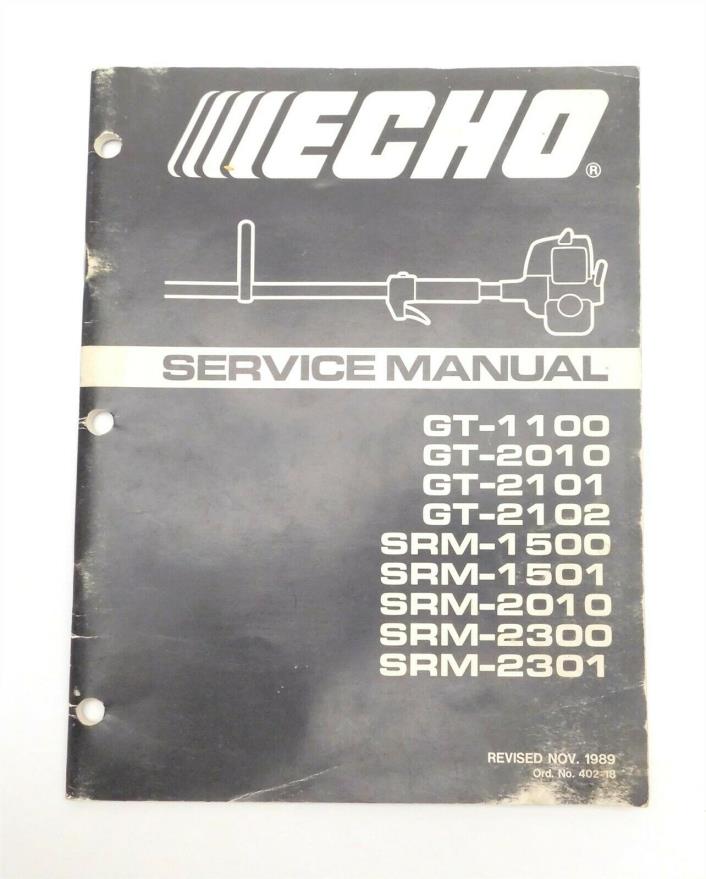 ECHO®
SERVICE MANUAL
GT-1100
GT-2010
GT-2101
GT-2102
SRM-1500
SRM-1501
SRM-2010
SRM-2300
SRM-2301
REVISED NOV. 1989
Ord. No. 402-18